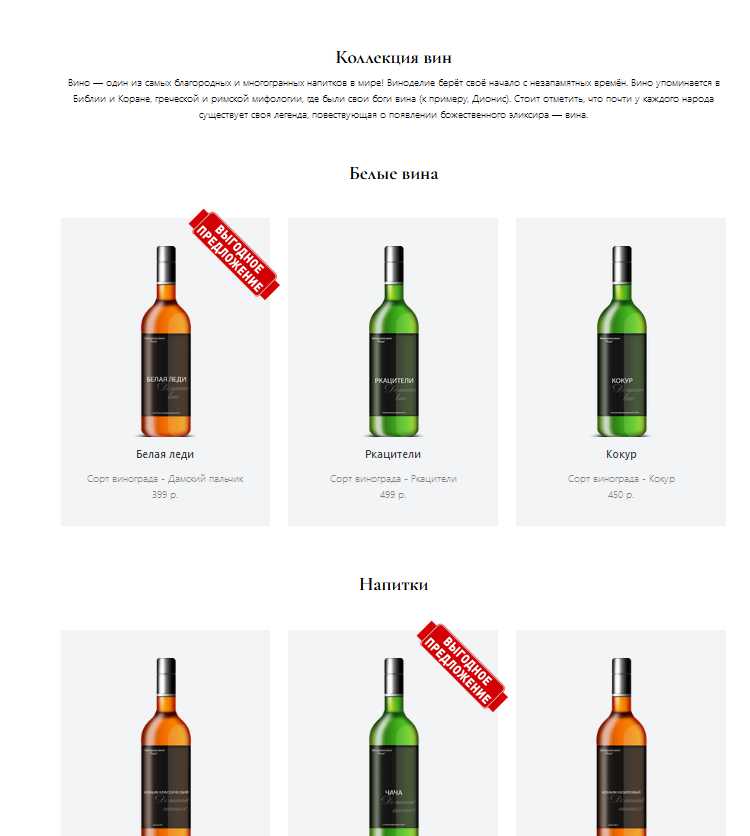 Коллекция вин
Вино — один из самых благородных и многогранных напитков в мире! Виноделие берёт своё начало с незапамятных времён. Вино упоминается в
Библии и Коране, греческой и римской мифологии, где были свои боги вина (к примеру, Дионис). Стоит отметить, что почти у каждого народа
существует своя легенда, повествующая о появлении божественного эликсира — вина.
Белые вина
ВЫГОДНОЕ
ПРЕДЛОЖЕНИЕ
БЕЛАЯ ЛЕДИ
РКАЦИТЕЛИ
КОКУР
Белая леди
Ркацители
Кокур
Сорт винограда - Дамский пальчик
Сорт винограда - Ркацители
Сорт винограда - Кокур
399 р.
499 р.
450 р.
Напитки
ВЫГОДНОЕ
ПРЕДЛОЖЕНИЕ
КОНЬЯК КЛАССИЧЕСКИЙ
ЧАЧА